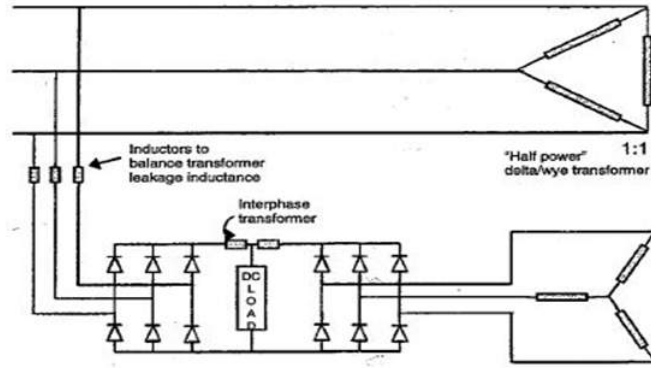 Inductors to
balance transformer
leakage inductance
1:1
"Half power"
delta/wye transformer
Interphase
transformer
DC
L
O
A
D